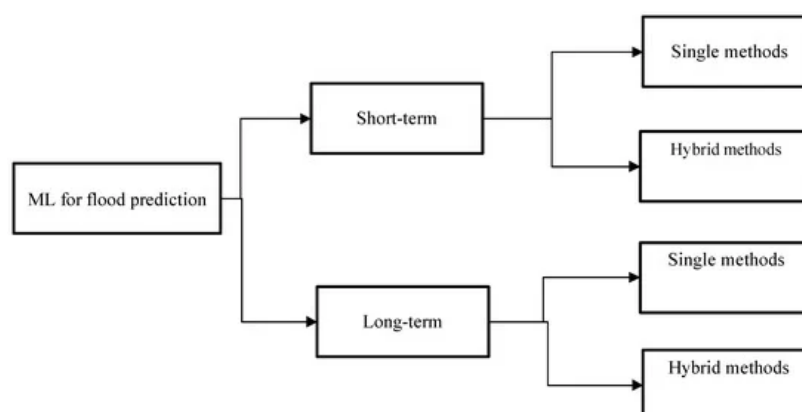 Single methods
Short-term
Hybrid methods
ML for flood prediction
Single methods
Long-term
Hybrid methods